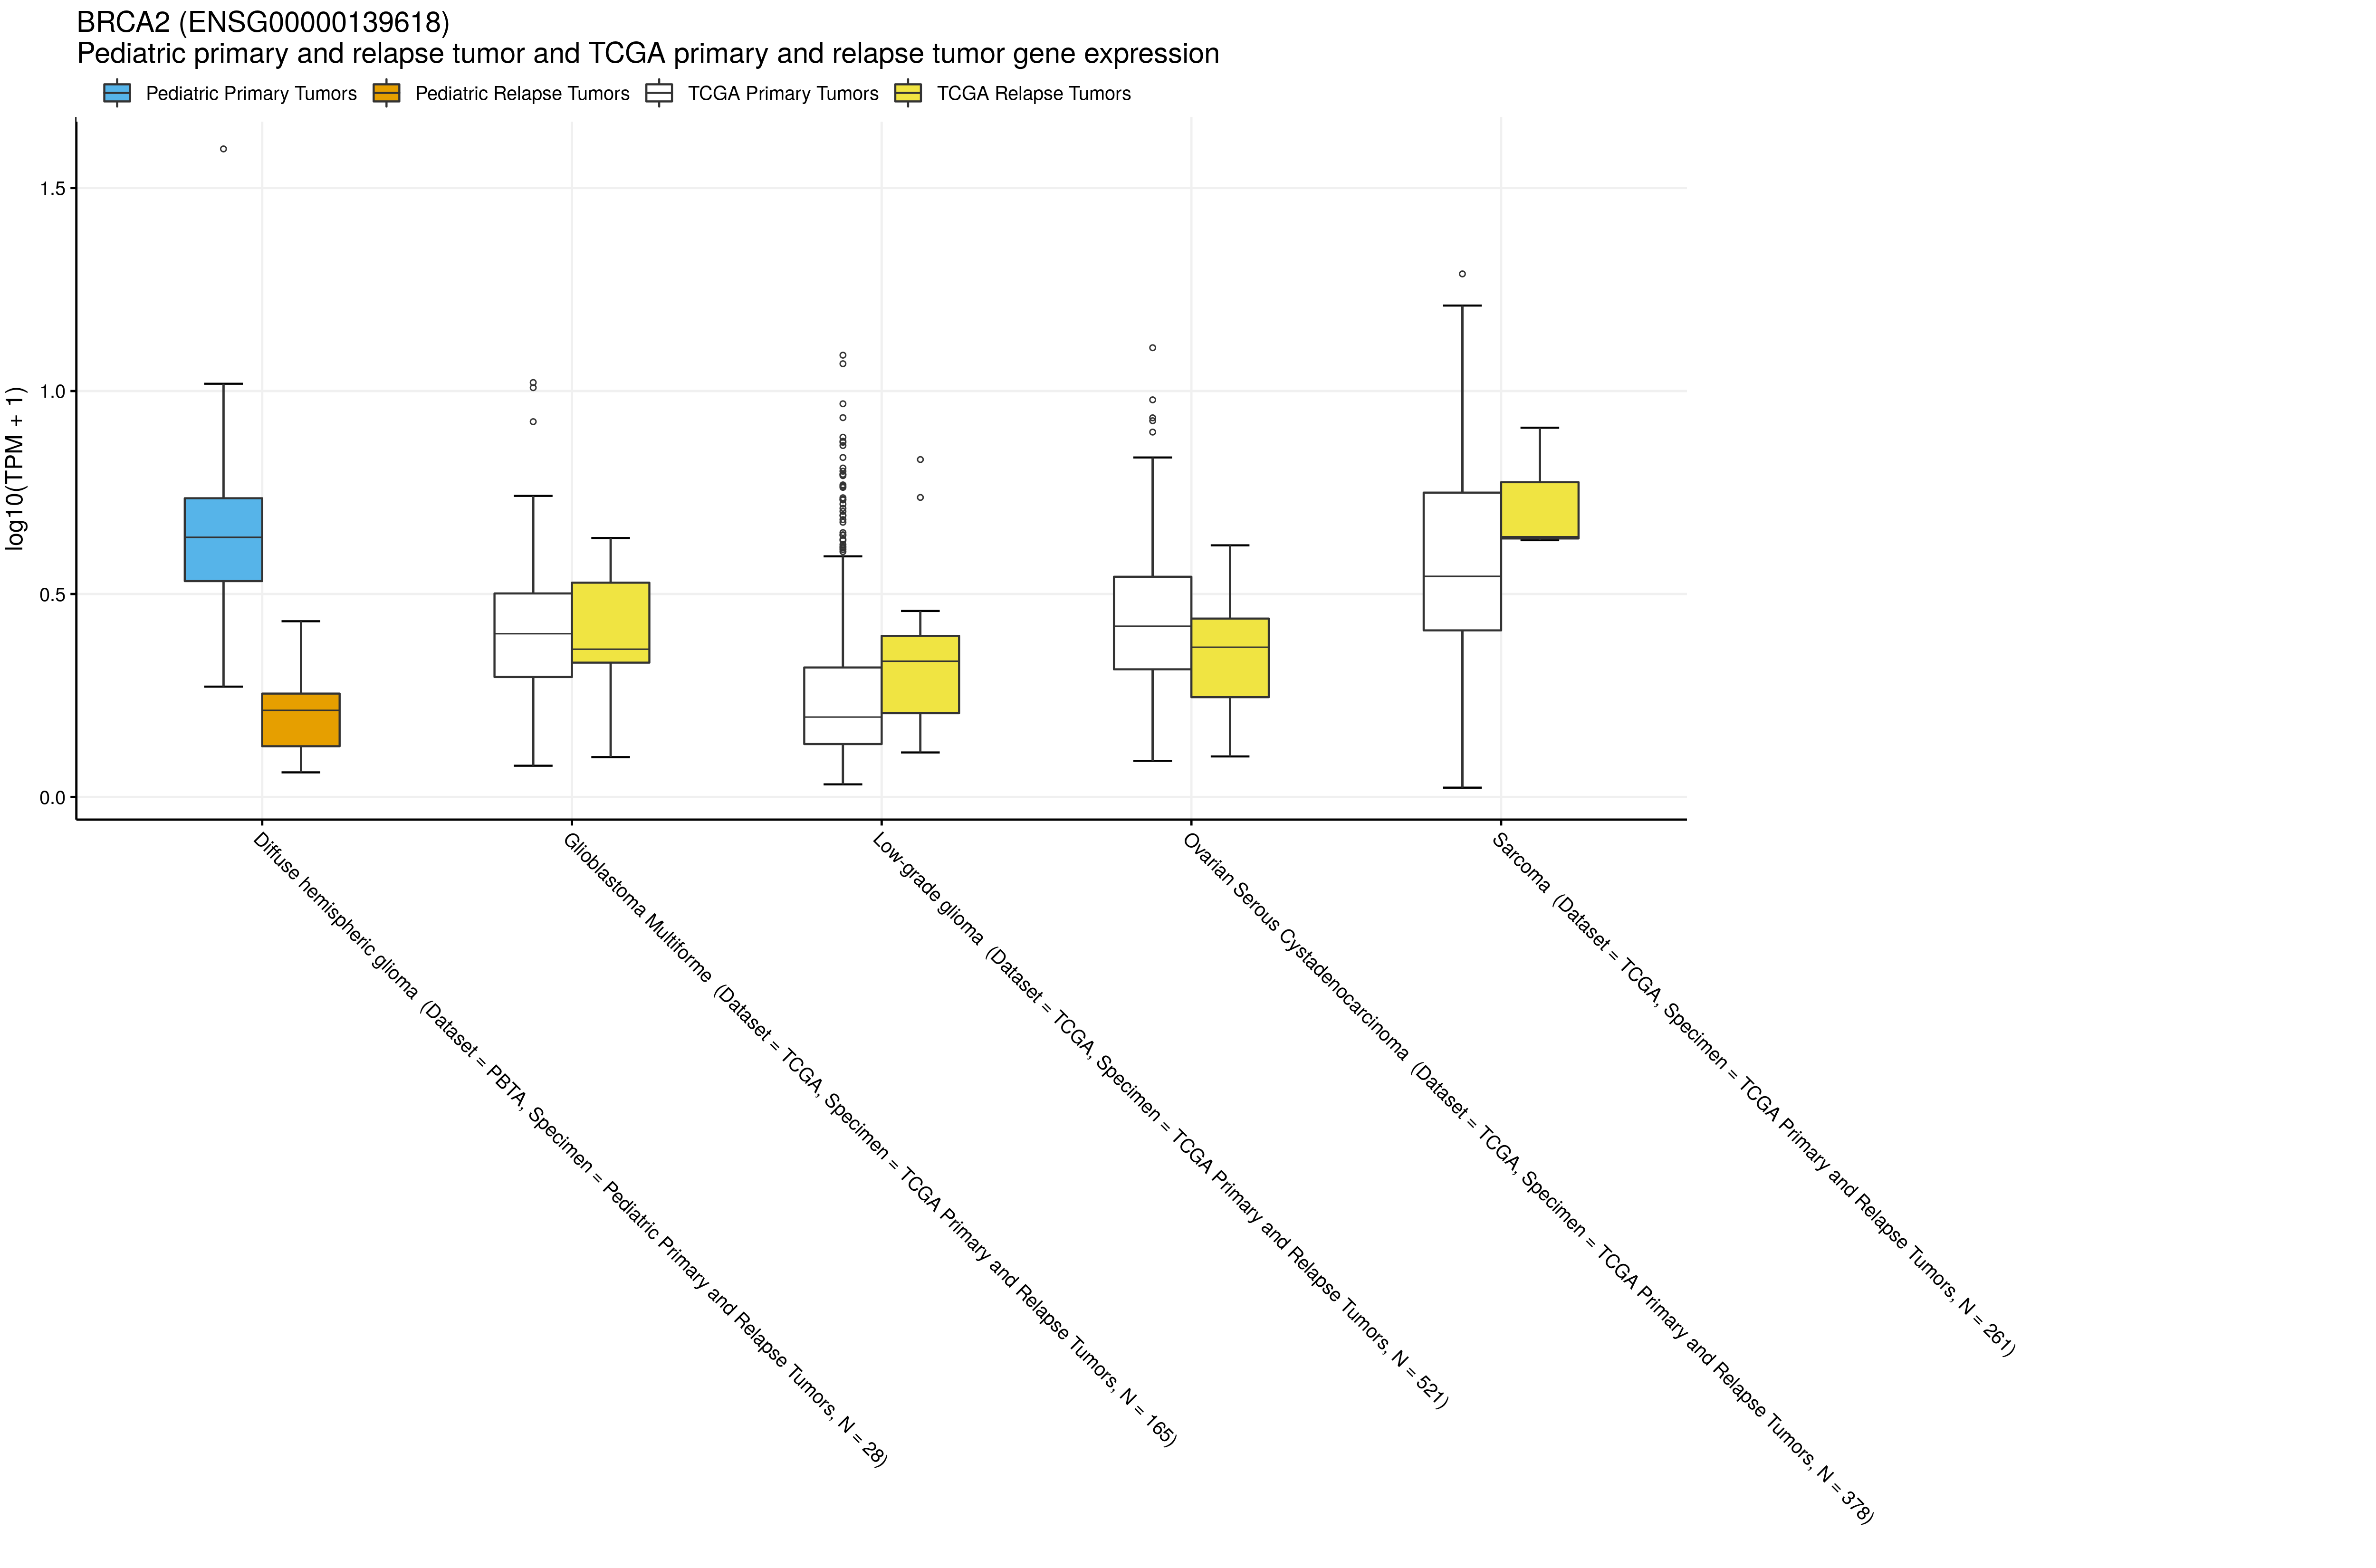 BRCA2 (ENSG00000139618)
Pediatric primary and relapse tumor and TCGA primary and relapse tumor gene expression
Pediatric Primary Tumors
Pediatric Relapse Tumors
TCGA Primary Tumors
TCGA Relapse Tumors
log10(TPM + 1)
1.5
1.0
0.5
0.0
Diffuse hemispheric glioma (Dataset = PBTA, Specimen = Pediatric Primary and Relapse Tumors, N = 28)
Glioblastoma Multiforme (Dataset = TCGA, Specimen = TCGA Primary and Relapse Tumors, N = 165)
Low-grade glioma (Dataset = TCGA, Specimen = TCGA Primary and Relapse Tumors, N = 521)
Ovarian Serous Cystadenocarcinoma (Dataset = TCGA, Specimen = TCGA Primary and Relapse Tumors, N = 378)
Sarcoma (Dataset = TCGA, Specimen = TCGA Primary and Relapse Tumors, N = 261)